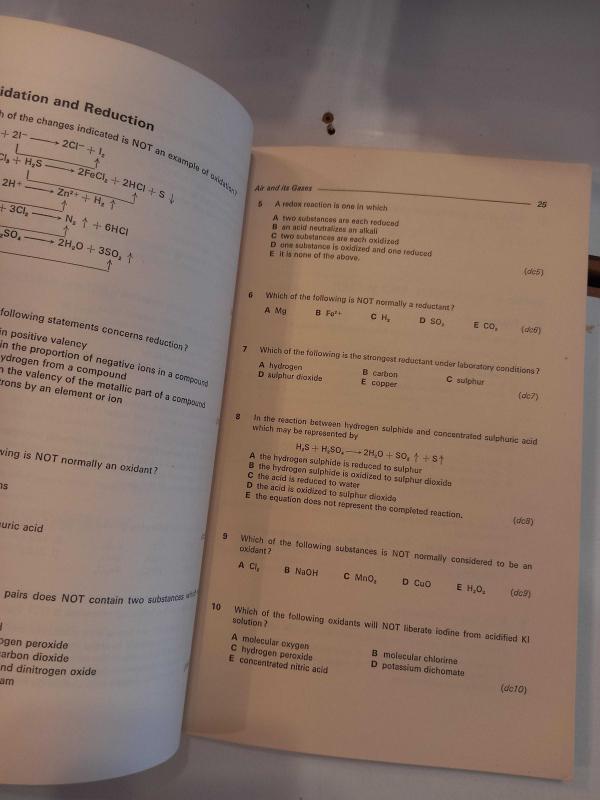 idation and Reduction
h of the changes indicated is NOT an example of oxidation?
+ 2I⁻ ⟶ 2Cl⁻ + I₂
+ H₂S ⟶ 2FeCl₂ + 2HCl + S ↓
2H⁺ ⟶ Zn²⁺ + H₂ ↑
+ 3Cl₂ ⟶ N₂ ↑ + 6HCl
SO₄ ⟶ 2H₂O + 3SO₂ ↑
following statements concerns reduction?
in positive valency
in the proportion of negative ions in a compound
ydrogen from a compound
n the valency of the metallic part of a compound
trons by an element or ion
wing is NOT normally an oxidant?
ns
uric acid
pairs does NOT contain two substances
ogen peroxide
arbon dioxide
nd dinitrogen oxide
am
Air and its Gases 25
5 A redox reaction is one in which
A two substances are each reduced
B an acid neutralizes an alkali
C two substances are each oxidized
D one substance is oxidized and one reduced
E it is none of the above.
(dc5)
6 Which of the following is NOT normally a reductant?
A Mg B Fe²⁺ C H₂ D SO₂ E CO₂ (dc6)
7 Which of the following is the strongest reductant under laboratory conditions?
A hydrogen B carbon C sulphur
D sulphur dioxide E copper
(dc7)
8 In the reaction between hydrogen sulphide and concentrated sulphuric acid
which may be represented by
H₂S + H₂SO₄ ⟶ 2H₂O + SO₂ ↑ + S↑
A the hydrogen sulphide is reduced to sulphur
B the hydrogen sulphide is oxidized to sulphur dioxide
C the acid is reduced to water
D the acid is oxidized to sulphur dioxide
E the equation does not represent the completed reaction.
(dc8)
9 Which of the following substances is NOT normally considered to be an
oxidant?
A Cl₂ B NaOH C MnO₂ D CuO E H₂O₂ (dc9)
10 Which of the following oxidants will NOT liberate iodine from acidified KI
solution?
A molecular oxygen B molecular chlorirne
C hydrogen peroxide D potassium dichomate
E concentrated nitric acid
(dc10)